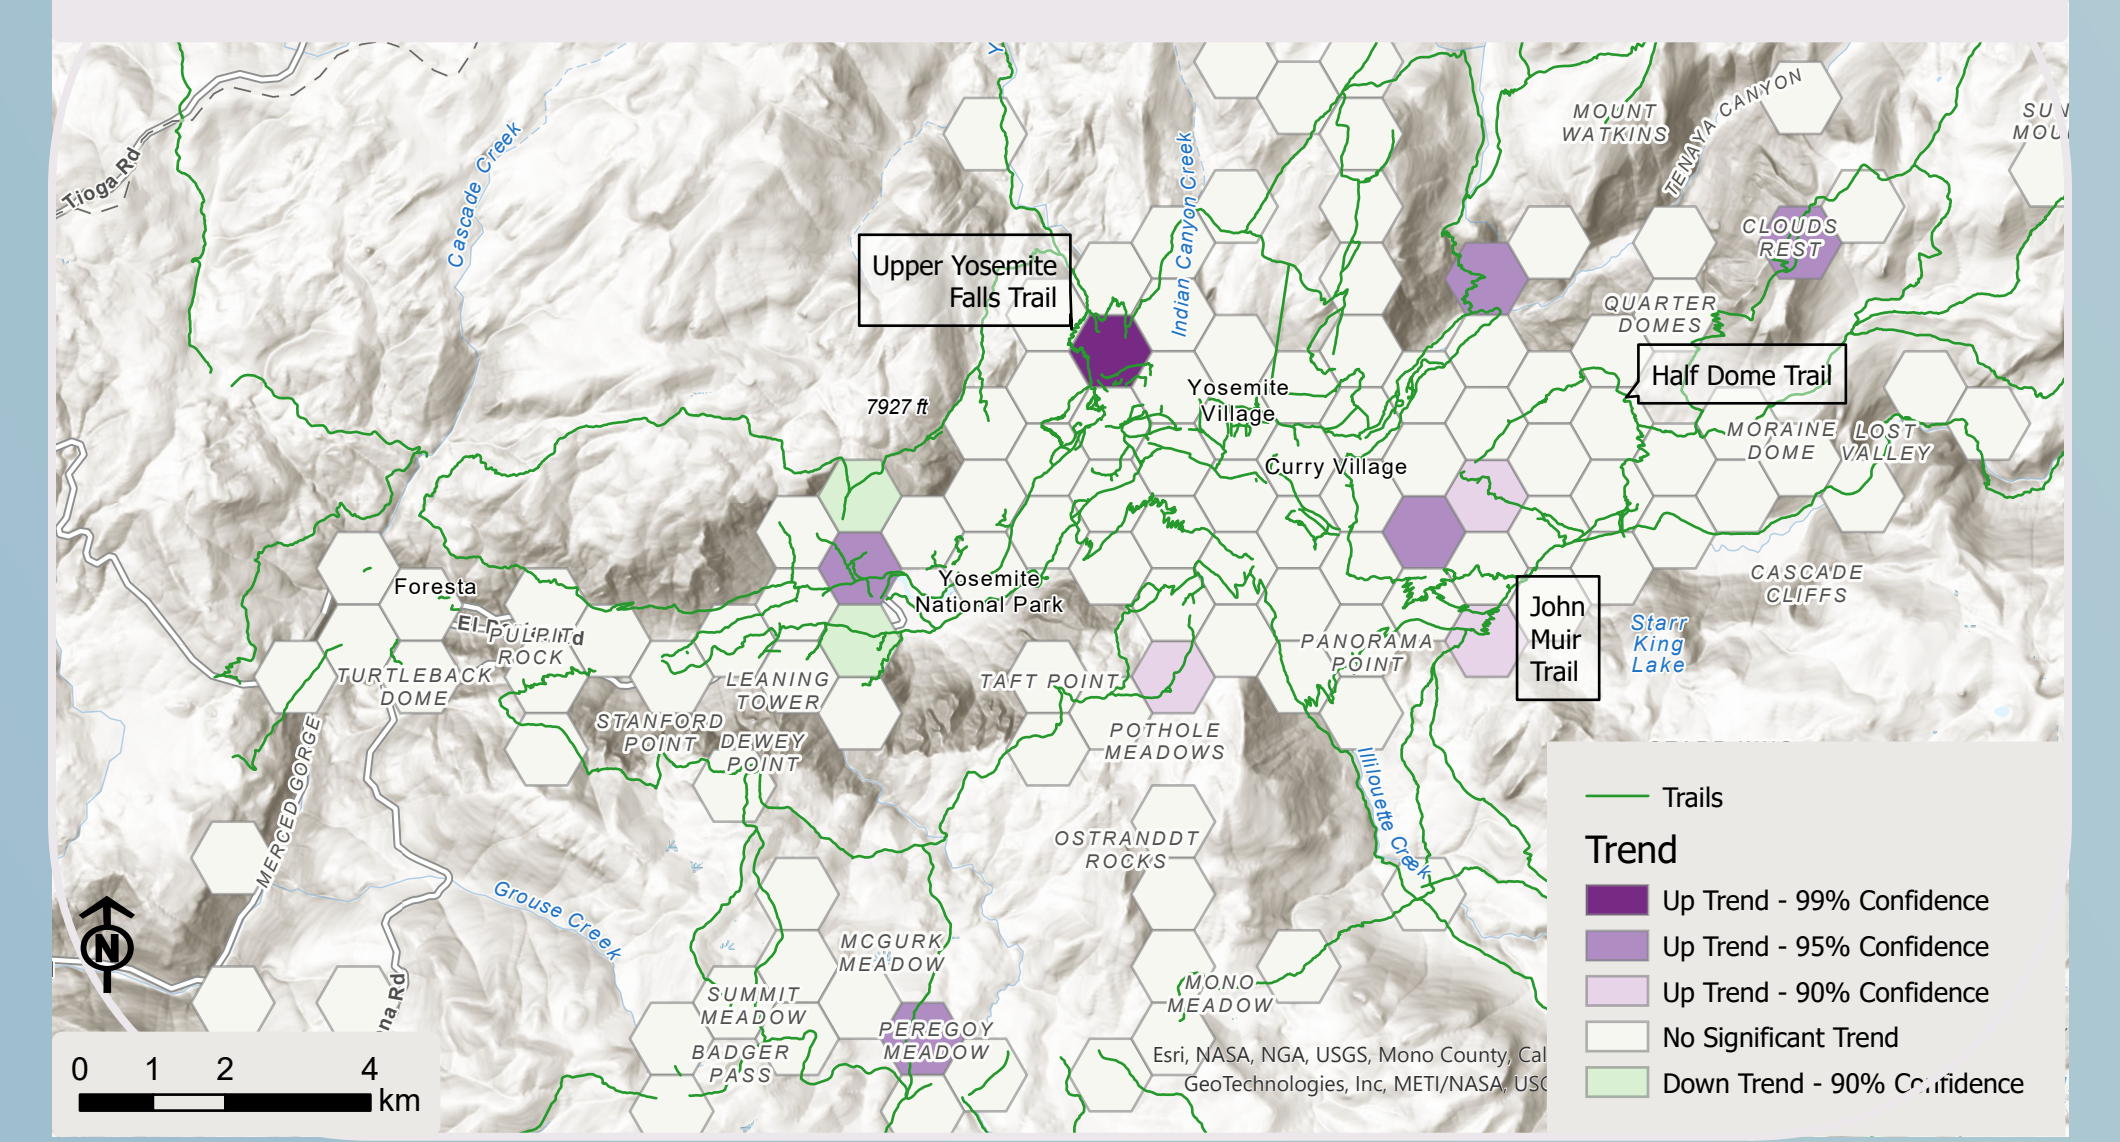 MOUNT
WATKINS
TENAYA CANYON
SUN
MOU
Tioga Rd
Cascade Creek
Indian Canyon Creek
Y
CLOUDS
REST
Upper Yosemite
Falls Trail
QUARTER
DOMES
Half Dome Trail
7927 ft
Yosemite
Village
MORAINE
DOME
LOST
VALLEY
Curry Village
Foresta
Yosemite
National Park
CASCADE
CLIFFS
John
Muir
Trail
Starr
King
Lake
PULPIT
ROCK
PANORAMA
POINT
TURTLEBACK
DOME
LEANING
TOWER
TAFT POINT
STANFORD
POINT
DEWEY
POINT
POTHOLE
MEADOWS
MERCED GORGE
Illilouette Creek
OSTRANDDT
ROCKS
Grouse Creek
MCGURK
MEADOW
MONO
MEADOW
SUMMIT
MEADOW
PEREGOY
MEADOW
BADGER
PASS
na Rd
N
0 1 2 4
km
Esri, NASA, NGA, USGS, Mono County, Cal
GeoTechnologies, Inc, METI/NASA, USG
Trails
Trend
Up Trend - 99% Confidence
Up Trend - 95% Confidence
Up Trend - 90% Confidence
No Significant Trend
Down Trend - 90% Confidence